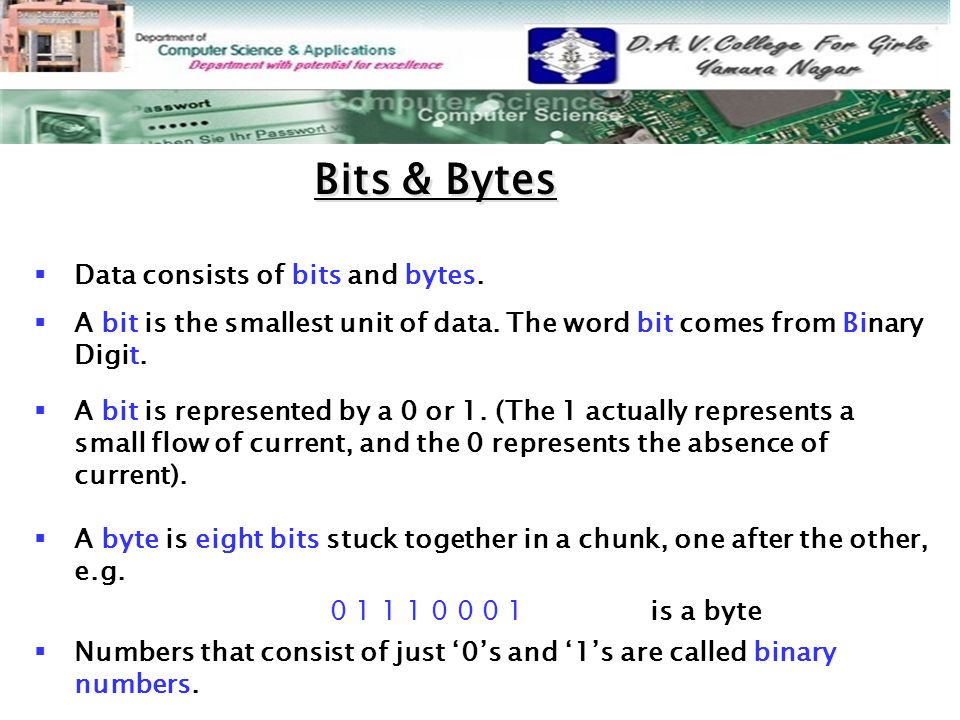 Department of
Computer Science & Applications
Department with potential for excellence
D.A.V.College For Girls
Yamuna Nagar
Passwort
Sie Ihr Passwort
Computer Science
Computer Science
Bits & Bytes
▪ Data consists of bits and bytes.
▪ A bit is the smallest unit of data. The word bit comes from Binary
Digit.
▪ A bit is represented by a 0 or 1. (The 1 actually represents a
small flow of current, and the 0 represents the absence of
current).
▪ A byte is eight bits stuck together in a chunk, one after the other,
e.g.
0 1 1 1 0 0 0 1 is a byte
▪ Numbers that consist of just ‘0’s and ‘1’s are called binary
numbers.